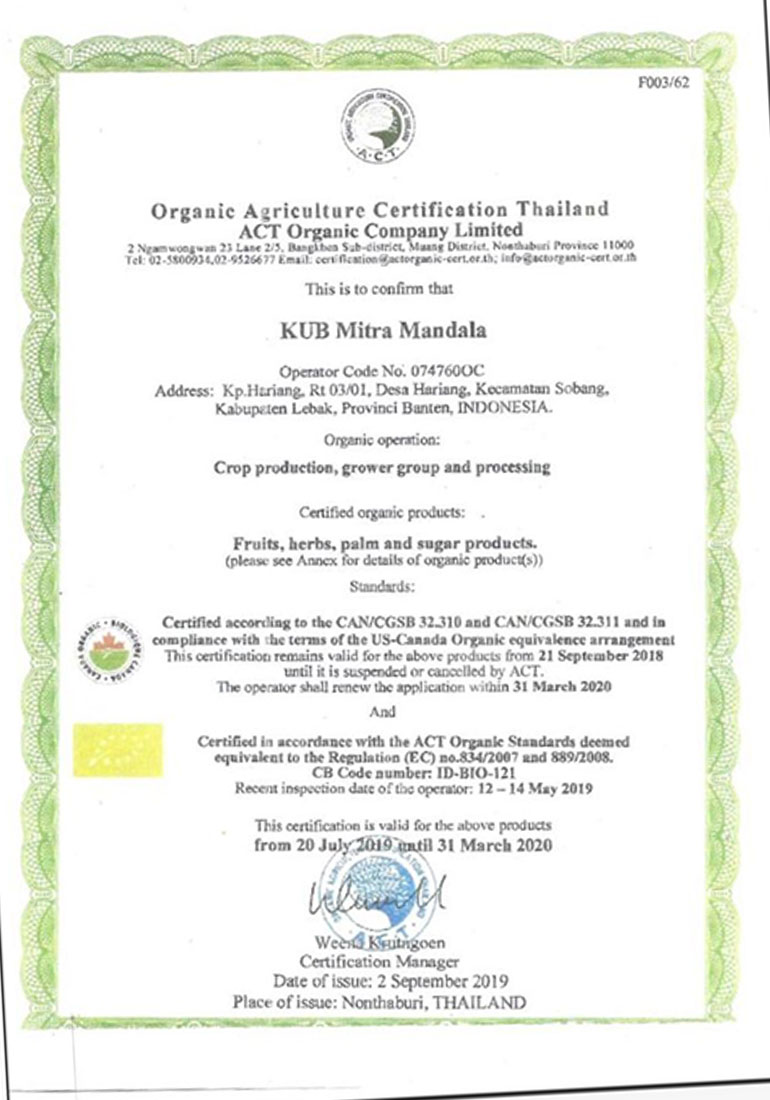 F003/62
ORGANIC AGRICULTURE CERTIFICATION THAILAND
A.C.T.
Organic Agriculture Certification Thailand
ACT Organic Company Limited
2 Ngamwongwan 23 Lane 2/5, Bangkhen Sub-district, Muang District, Nonthaburi Province 11000
Tel: 02-5800934,02-9526677 Email: certification@actorganic-cert.or.th; info@actorganic-cert.or.th
This is to confirm that
KUB Mitra Mandala
Operator Code No. 074760OC
Address: Kp.Hariang, Rt 03/01, Desa Hariang, Kecamatan Sobang,
Kabupaten Lebak, Provinci Banten, INDONESIA.
Organic operation:
Crop production, grower group and processing
Certified organic products:
Fruits, herbs, palm and sugar products.
(please see Annex for details of organic product(s))
Standards:
CANADA ORGANIC • BIOLOGIQUE CANADA •
Certified according to the CAN/CGSB 32.310 and CAN/CGSB 32.311 and in
compliance with the terms of the US-Canada Organic equivalence arrangement
This certification remains valid for the above products from 21 September 2018
until it is suspended or cancelled by ACT.
The operator shall renew the application within 31 March 2020
And
Certified in accordance with the ACT Organic Standards deemed
equivalent to the Regulation (EC) no.834/2007 and 889/2008.
CB Code number: ID-BIO-121
Recent inspection date of the operator: 12 – 14 May 2019
This certification is valid for the above products
from 20 July 2019 until 31 March 2020
A.C.T.
Weena
Certification Manager
Date of issue: 2 September 2019
Place of issue: Nonthaburi, THAILAND